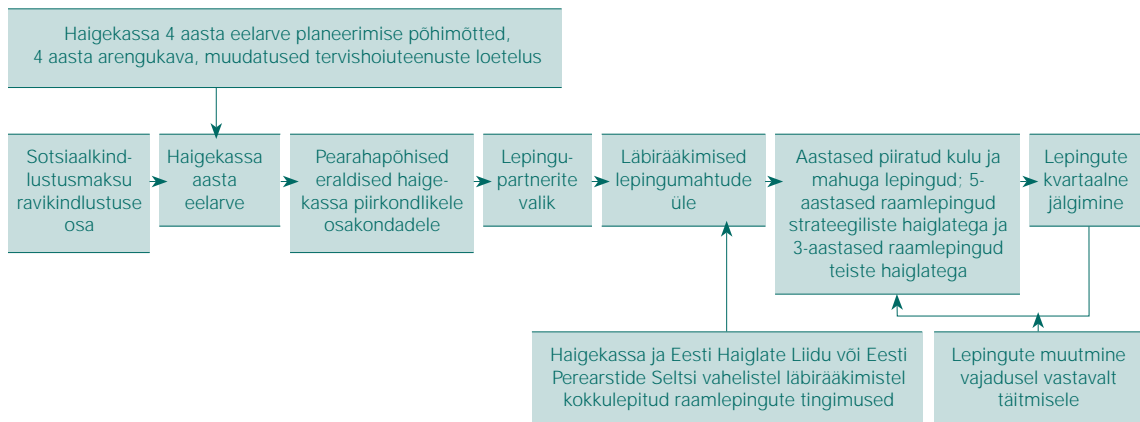 Haigekassa 4 aasta eelarve planeerimise põhimõtted,
4 aasta arengukava, muudatused tervishoiuteenuste loetelus
Sotsiaalkind-
lustusmaksu
ravikindlustuse
osa
Haigekassa
aasta
eelarve
Pearahapõhised
eraldised haige-
kassa piirkondlikele
osakondadele
Lepingu-
partnerite
valik
Läbirääkimised
lepingumahtude
üle
Aastased piiratud kulu ja
mahuga lepingud; 5-
aastased raamlepingud
strateegiliste haiglatega ja
3-aastased raamlepingud
teiste haiglatega
Lepingute
kvartaalne
jälgimine
Haigekassa ja Eesti Haiglate Liidu või Eesti
Perearstide Seltsi vahelistel läbirääkimistel
kokkulepitud raamlepingute tingimused
Lepingute muutmine
vajadusel vastavalt
täitmisele